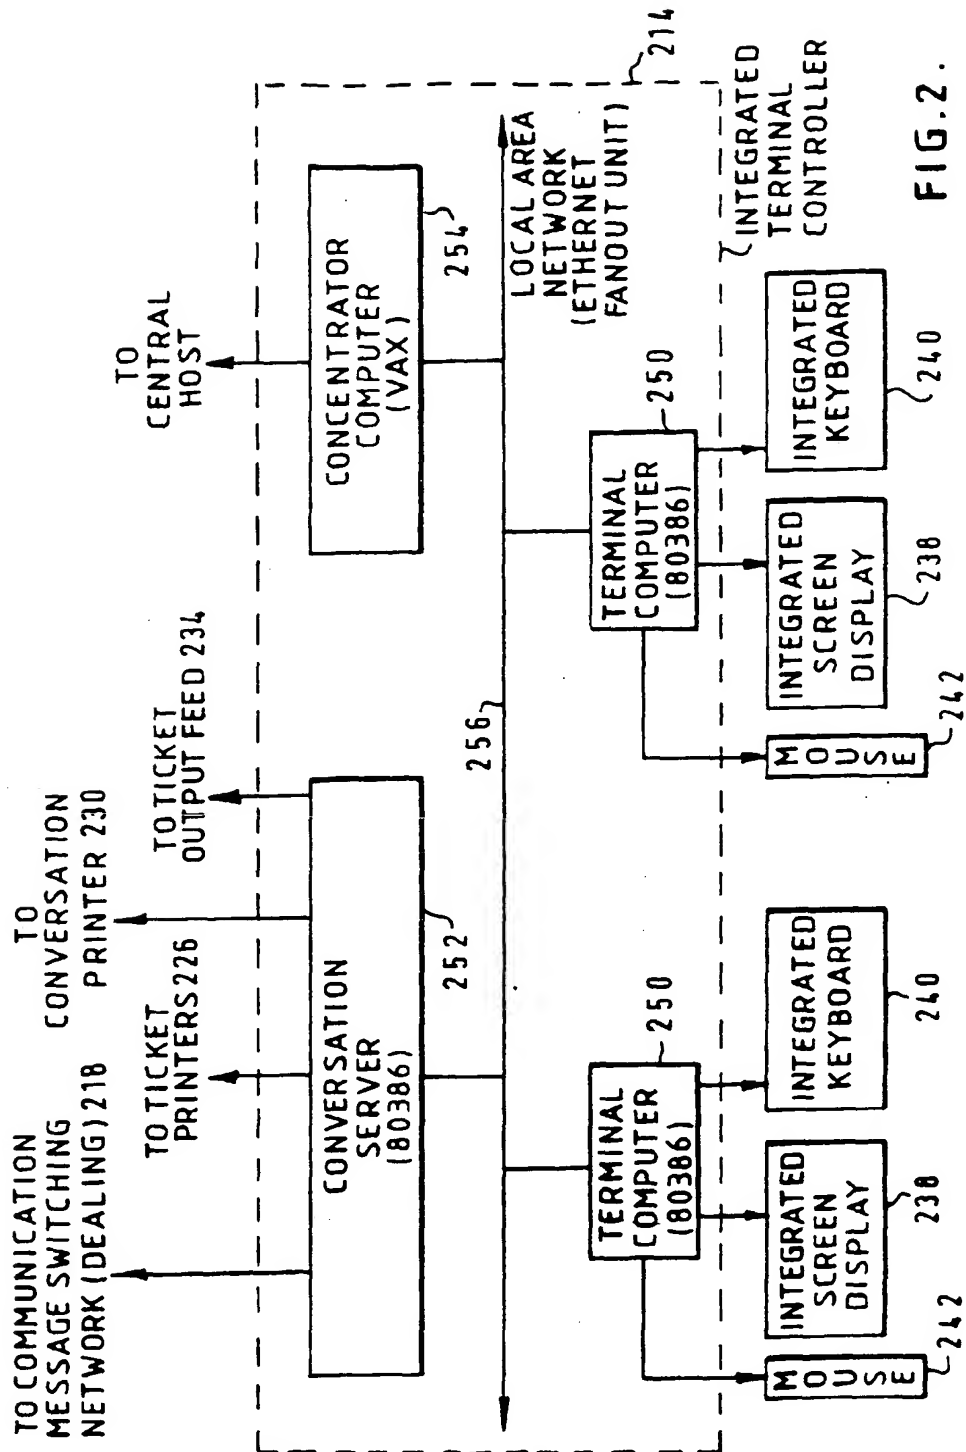 TO COMMUNICATION
MESSAGE SWITCHING
NETWORK (DEALING) 218
TO TICKET
PRINTERS 226
TO
CONVERSATION
PRINTER 230
TO TICKET
OUTPUT FEED 234
TO
CENTRAL
HOST
CONVERSATION
SERVER
(80386)
252
CONCENTRATOR
COMPUTER
(VAX)
254
214
256
LOCAL AREA
NETWORK
(ETHERNET
FANOUT UNIT)
TERMINAL
COMPUTER
(80386)
250
TERMINAL
COMPUTER
(80386)
250
INTEGRATED
TERMINAL
CONTROLLER
MOUSE
242
INTEGRATED
SCREEN
DISPLAY
238
INTEGRATED
KEYBOARD
240
MOUSE
242
INTEGRATED
SCREEN
DISPLAY
238
INTEGRATED
KEYBOARD
240
FIG.2.